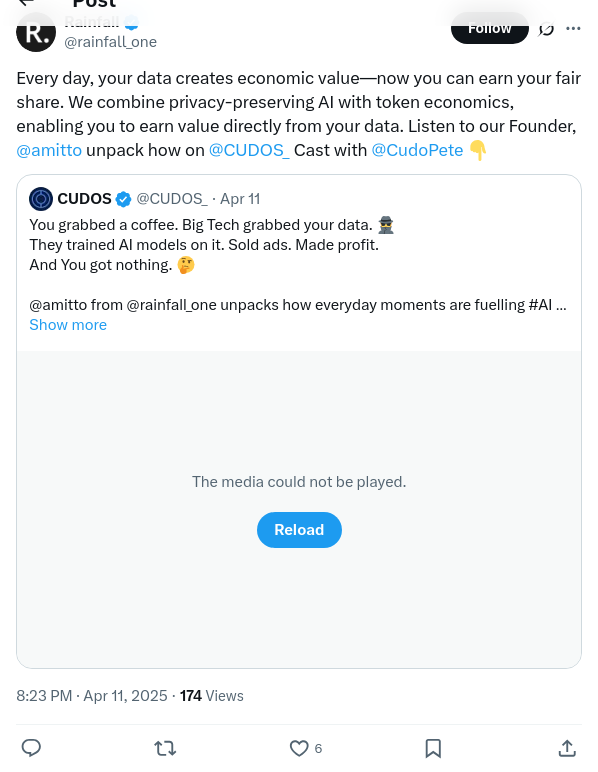 Post
Rainfall
R.
@rainfall_one
Follow
Every day, your data creates economic value—now you can earn your fair
share. We combine privacy-preserving AI with token economics,
enabling you to earn value directly from your data. Listen to our Founder,
@amitto unpack how on @CUDOS_ Cast with @CudoPete 👇
CUDOS @CUDOS_ · Apr 11
You grabbed a coffee. Big Tech grabbed your data. 🕵️
They trained AI models on it. Sold ads. Made profit.
And You got nothing. 🤔
@amitto from @rainfall_one unpacks how everyday moments are fuelling #AI ...
Show more
The media could not be played.
Reload
8:23 PM · Apr 11, 2025 · 174 Views
6